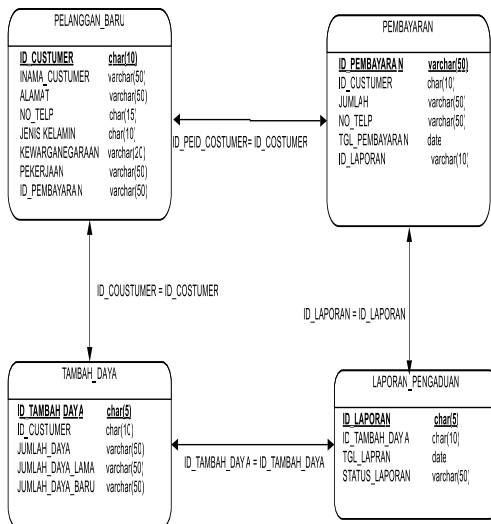 PELANGGAN_BARU
ID_CUSTUMER char(10)
INAMA_CUSTUMER varchar(50)
ALAMAT varchar(50)
NO_TELP char(15)
JENIS KELAMIN char(10)
KEWARGANEGARAAN varchar(20)
PEKERJAAN varchar(50)
ID_PEMBAYARAN varchar(50)
PEMBAYARAN
ID_PEMBAYARAN varchar(50)
ID_CUSTUMER char(10)
JUMLAH varchar(50)
NO_TELP varchar(50)
TGL_PEMBAYARAN date
ID_LAPORAN varchar(10)
ID_PEID_COSTUMER= ID_COSTUMER
ID_COUSTUMER = ID_COSTUMER
ID_LAPORAN = ID_LAPORAN
TAMBAH_DAYA
ID_TAMBAH DAYA char(5)
ID_CUSTUMER char(10)
JUMLAH_DAYA varchar(50)
JUMLAH_DAYA_LAMA varchar(50)
JUMLAH_DAYA_BARU varchar(50)
ID_TAMBAH_DAYA = ID_TAMBAH_DAYA
LAPORAN_PENGADUAN
ID_LAPORAN char(5)
ID_TAMBAH_DAYA char(10)
TGL_LAPRAN date
STATUS_LAPORAN varchar(50)